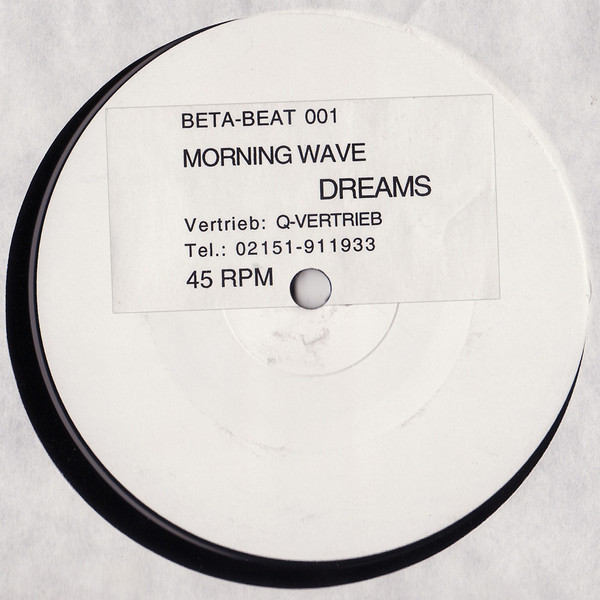 BETA-BEAT 001
MORNING WAVE
DREAMS
Vertrieb: Q-VERTRIEB
Tel.: 02151-911933
45 RPM